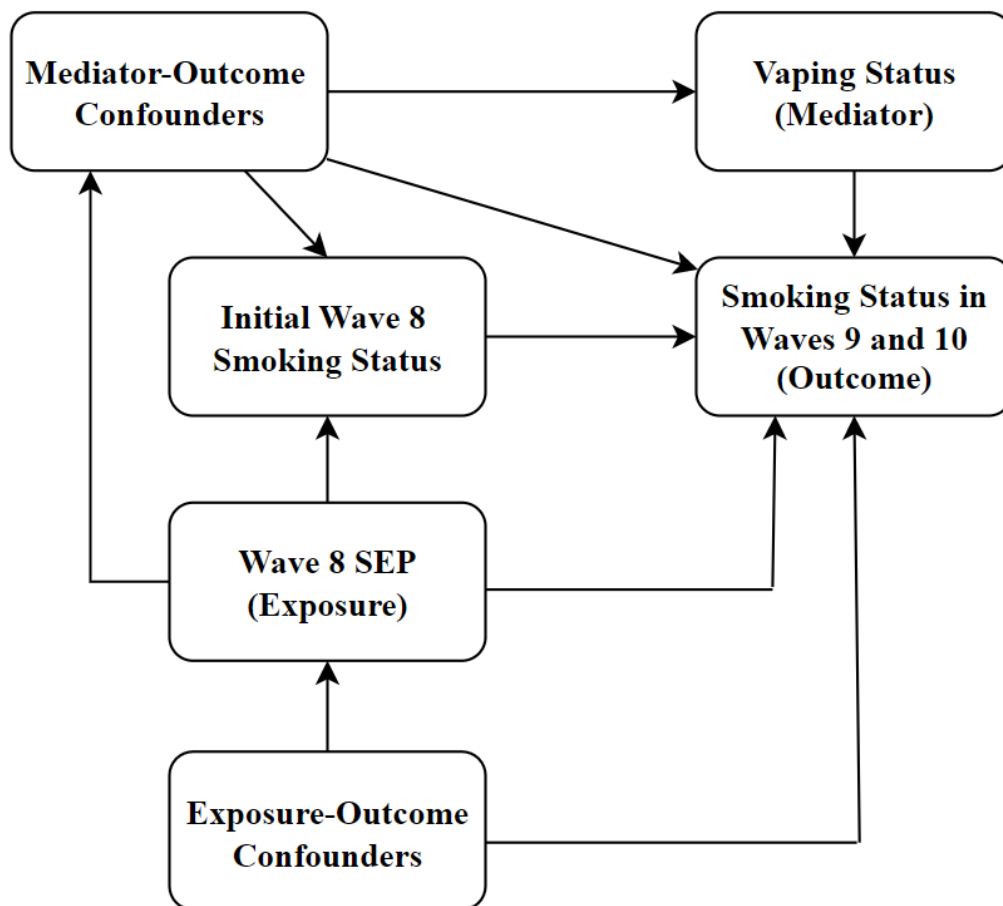 Mediator-Outcome
Confounders
Vaping Status
(Mediator)
Initial Wave 8
Smoking Status
Smoking Status in
Waves 9 and 10
(Outcome)
Wave 8 SEP
(Exposure)
Exposure-Outcome
Confounders